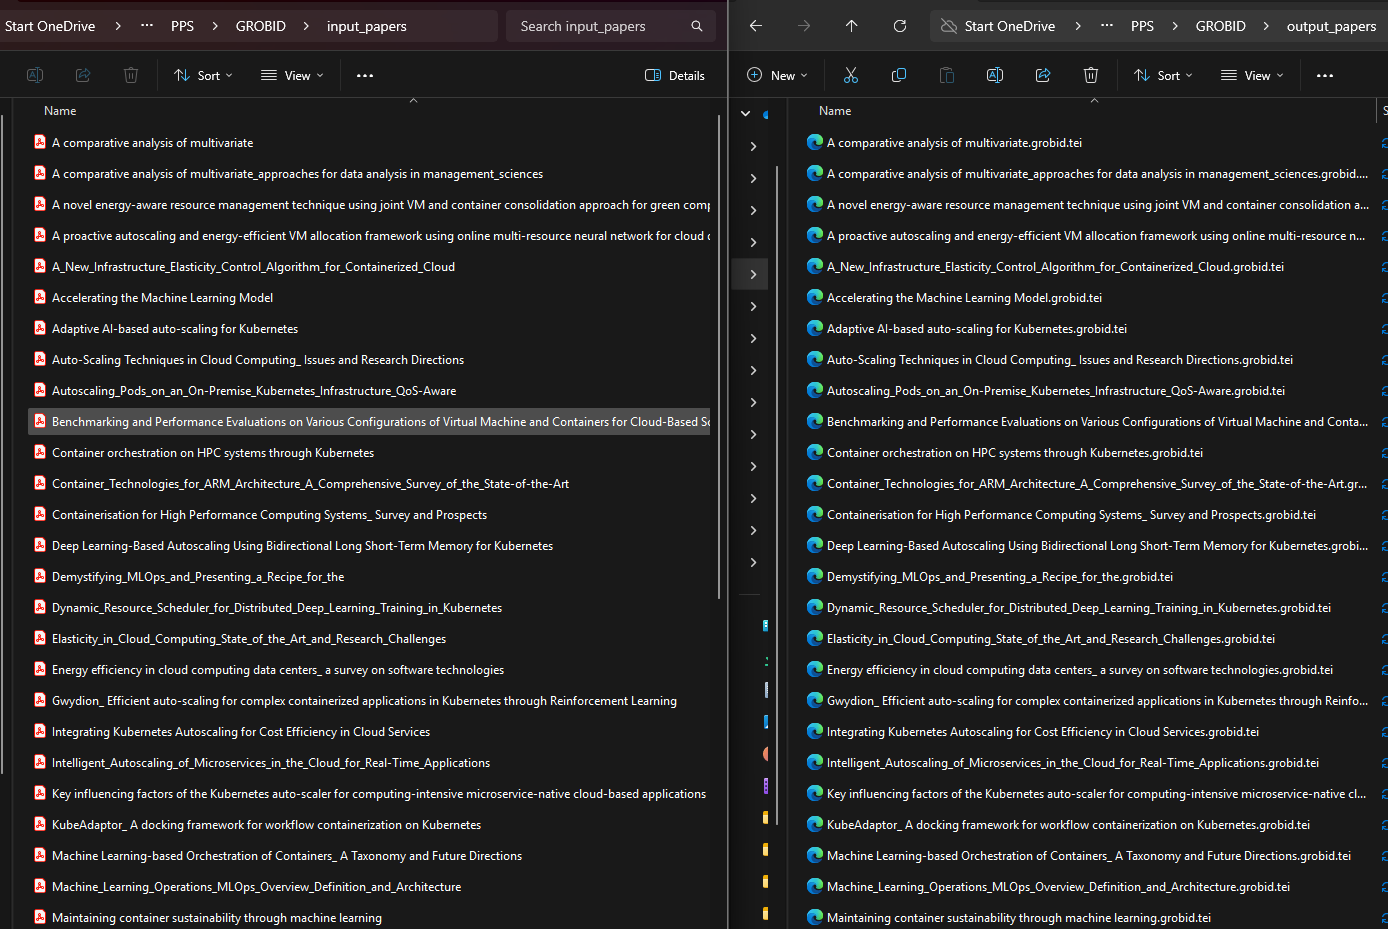 Start OneDrive > ... PPS > GROBID > input_papers
Search input_papers
Sort
View
...
Details
Name
A comparative analysis of multivariate
A comparative analysis of multivariate_approaches for data analysis in management_sciences
A novel energy-aware resource management technique using joint VM and container consolidation approach for green comp
A proactive autoscaling and energy-efficient VM allocation framework using online multi-resource neural network for cloud
A_New_Infrastructure_Elasticity_Control_Algorithm_for_Containerized_Cloud
Accelerating the Machine Learning Model
Adaptive AI-based auto-scaling for Kubernetes
Auto-Scaling Techniques in Cloud Computing_ Issues and Research Directions
Autoscaling_Pods_on_an_On-Premise_Kubernetes_Infrastructure_QoS-Aware
Benchmarking and Performance Evaluations on Various Configurations of Virtual Machine and Containers for Cloud-Based Sc
Container orchestration on HPC systems through Kubernetes
Container_Technologies_for_ARM_Architecture_A_Comprehensive_Survey_of_the_State-of-the-Art
Containerisation for High Performance Computing Systems_ Survey and Prospects
Deep Learning-Based Autoscaling Using Bidirectional Long Short-Term Memory for Kubernetes
Demystifying_MLOps_and_Presenting_a_Recipe_for_the
Dynamic_Resource_Scheduler_for_Distributed_Deep_Learning_Training_in_Kubernetes
Elasticity_in_Cloud_Computing_State_of_the_Art_and_Research_Challenges
Energy efficiency in cloud computing data centers_ a survey on software technologies
Gwydion_ Efficient auto-scaling for complex containerized applications in Kubernetes through Reinforcement Learning
Integrating Kubernetes Autoscaling for Cost Efficiency in Cloud Services
Intelligent_Autoscaling_of_Microservices_in_the_Cloud_for_Real-Time_Applications
Key influencing factors of the Kubernetes auto-scaler for computing-intensive microservice-native cloud-based applications
KubeAdaptor_ A docking framework for workflow containerization on Kubernetes
Machine Learning-based Orchestration of Containers_ A Taxonomy and Future Directions
Machine_Learning_Operations_MLOps_Overview_Definition_and_Architecture
Maintaining container sustainability through machine learning
Start OneDrive > ... PPS > GROBID > output_papers
New
Sort
View
...
Name
S
A comparative analysis of multivariate.grobid.tei
A comparative analysis of multivariate_approaches for data analysis in management_sciences.grobid....
A novel energy-aware resource management technique using joint VM and container consolidation a...
A proactive autoscaling and energy-efficient VM allocation framework using online multi-resource n...
A_New_Infrastructure_Elasticity_Control_Algorithm_for_Containerized_Cloud.grobid.tei
Accelerating the Machine Learning Model.grobid.tei
Adaptive AI-based auto-scaling for Kubernetes.grobid.tei
Auto-Scaling Techniques in Cloud Computing_ Issues and Research Directions.grobid.tei
Autoscaling_Pods_on_an_On-Premise_Kubernetes_Infrastructure_QoS-Aware.grobid.tei
Benchmarking and Performance Evaluations on Various Configurations of Virtual Machine and Conta...
Container orchestration on HPC systems through Kubernetes.grobid.tei
Container_Technologies_for_ARM_Architecture_A_Comprehensive_Survey_of_the_State-of-the-Art.gr...
Containerisation for High Performance Computing Systems_ Survey and Prospects.grobid.tei
Deep Learning-Based Autoscaling Using Bidirectional Long Short-Term Memory for Kubernetes.grobi...
Demystifying_MLOps_and_Presenting_a_Recipe_for_the.grobid.tei
Dynamic_Resource_Scheduler_for_Distributed_Deep_Learning_Training_in_Kubernetes.grobid.tei
Elasticity_in_Cloud_Computing_State_of_the_Art_and_Research_Challenges.grobid.tei
Energy efficiency in cloud computing data centers_ a survey on software technologies.grobid.tei
Gwydion_ Efficient auto-scaling for complex containerized applications in Kubernetes through Reinfo...
Integrating Kubernetes Autoscaling for Cost Efficiency in Cloud Services.grobid.tei
Intelligent_Autoscaling_of_Microservices_in_the_Cloud_for_Real-Time_Applications.grobid.tei
Key influencing factors of the Kubernetes auto-scaler for computing-intensive microservice-native cl...
KubeAdaptor_ A docking framework for workflow containerization on Kubernetes.grobid.tei
Machine Learning-based Orchestration of Containers_ A Taxonomy and Future Directions.grobid.tei
Machine_Learning_Operations_MLOps_Overview_Definition_and_Architecture.grobid.tei
Maintaining container sustainability through machine learning.grobid.tei